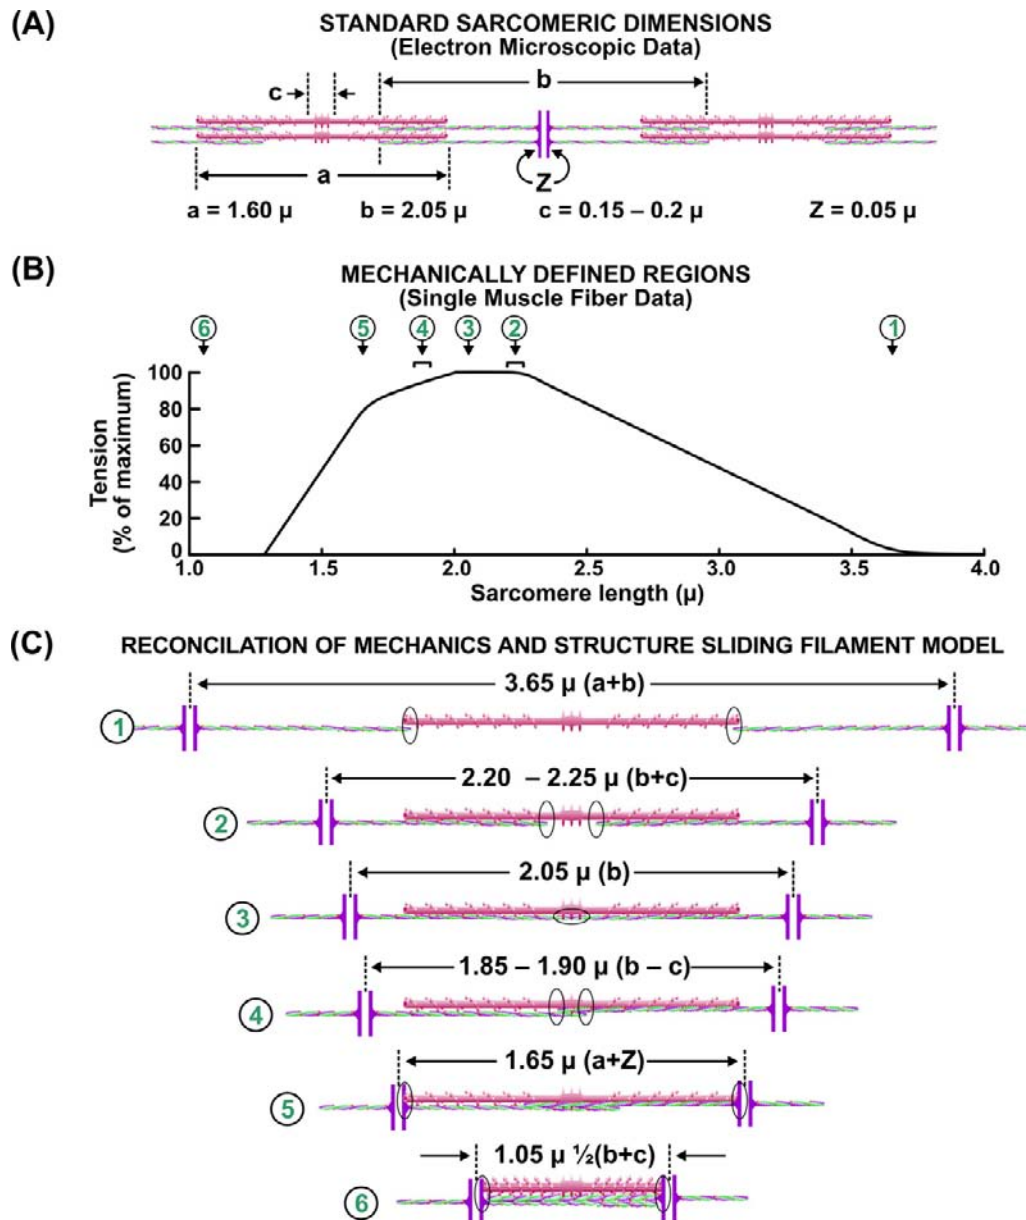 (A)
STANDARD SARCOMERIC DIMENSIONS
(Electron Microscopic Data)
c
b
a
Z
a = 1.60 µ
b = 2.05 µ
c = 0.15 – 0.2 µ
Z = 0.05 µ
(B)
MECHANICALLY DEFINED REGIONS
(Single Muscle Fiber Data)
6
5
4
3
2
1
Tension
(% of maximum)
100
80
60
40
20
0
1.0
1.5
2.0
2.5
3.0
3.5
4.0
Sarcomere length (µ)
(C)
RECONCILATION OF MECHANICS AND STRUCTURE SLIDING FILAMENT MODEL
3.65 µ (a+b)
1
2.20 – 2.25 µ (b+c)
2
2.05 µ (b)
3
1.85 – 1.90 µ (b – c)
4
1.65 µ (a+Z)
5
1.05 µ ½(b+c)
6